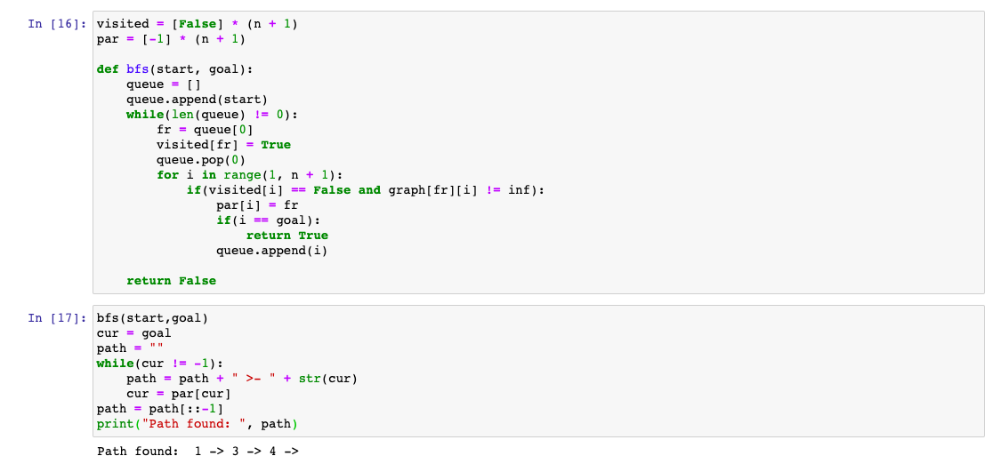 In [16]: visited = [False] * (n + 1)
par = [-1] * (n + 1)
def bfs(start, goal):
    queue = []
    queue.append(start)
    while(len(queue) != 0):
        fr = queue[0]
        visited[fr] = True
        queue.pop(0)
        for i in range(1, n + 1):
            if(visited[i] == False and graph[fr][i] != inf):
                par[i] = fr
                if(i == goal):
                    return True
                queue.append(i)
    return False
In [17]: bfs(start,goal)
cur = goal
path = ""
while(cur != -1):
    path = path + " >- " + str(cur)
    cur = par[cur]
path = path[::-1]
print("Path found: ", path)
Path found:  1 -> 3 -> 4 ->